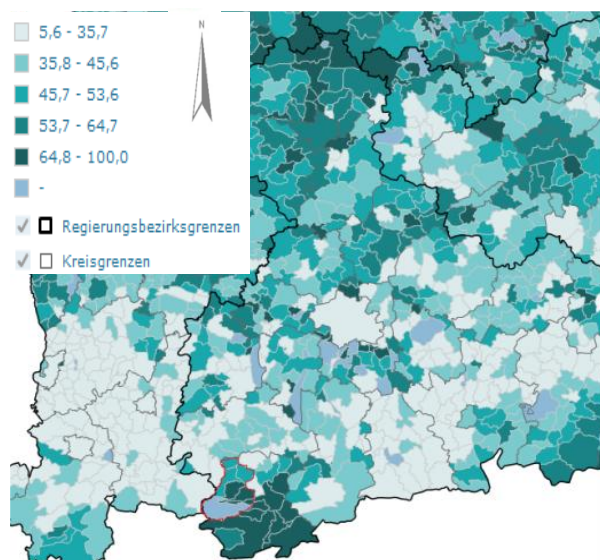 5,6 - 35,7
N
35,8 - 45,6
45,7 - 53,6
53,7 - 64,7
64,8 - 100,0
-
Regierungsbezirksgrenzen
Kreisgrenzen